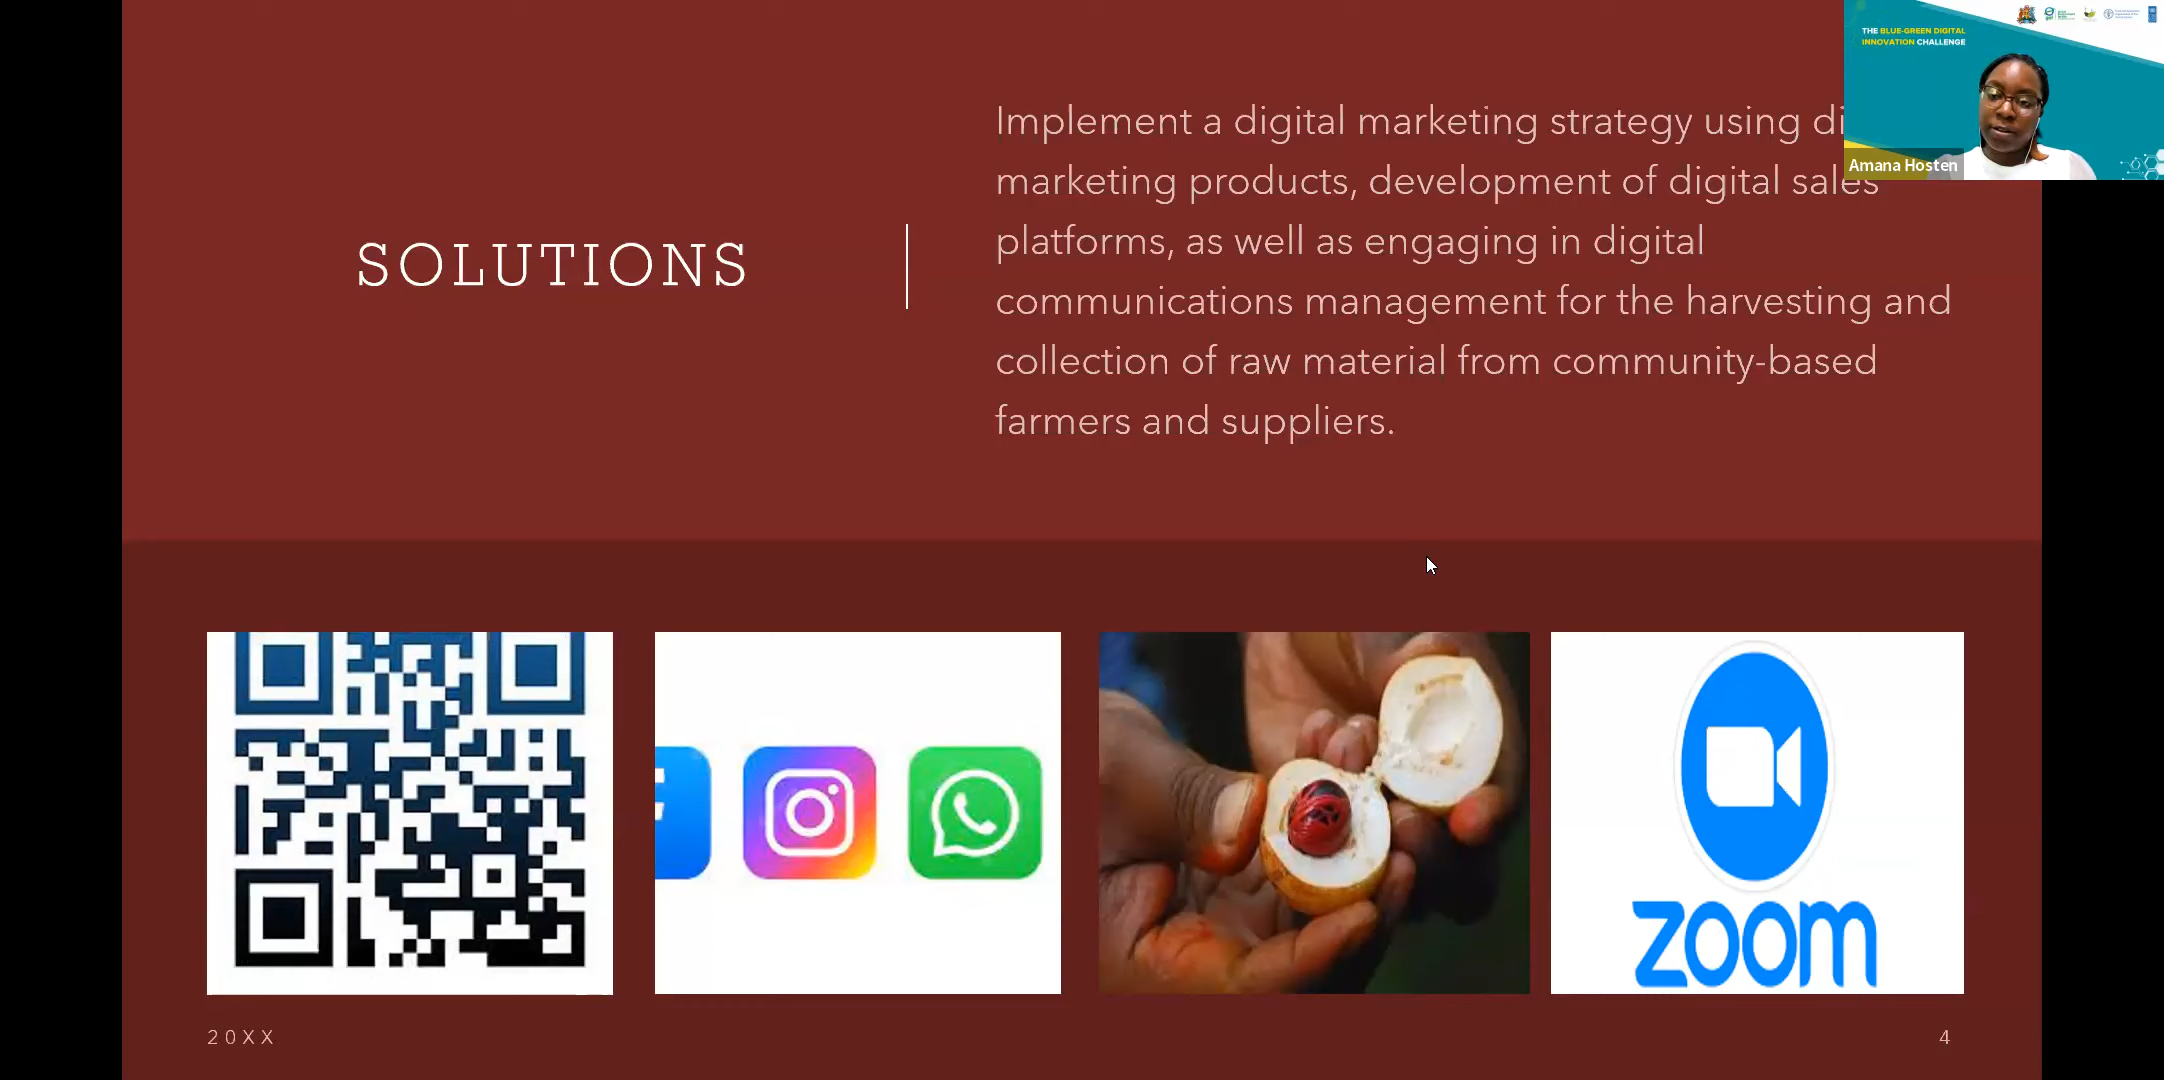 THE BLUE-GREEN DIGITAL
INNOVATION CHALLENGE
Amana Hosten
SOLUTIONS
Implement a digital marketing strategy using
marketing products, development of digital sales
platforms, as well as engaging in digital
communications management for the harvesting and
collection of raw material from community-based
farmers and suppliers.
zoom
20XX
4